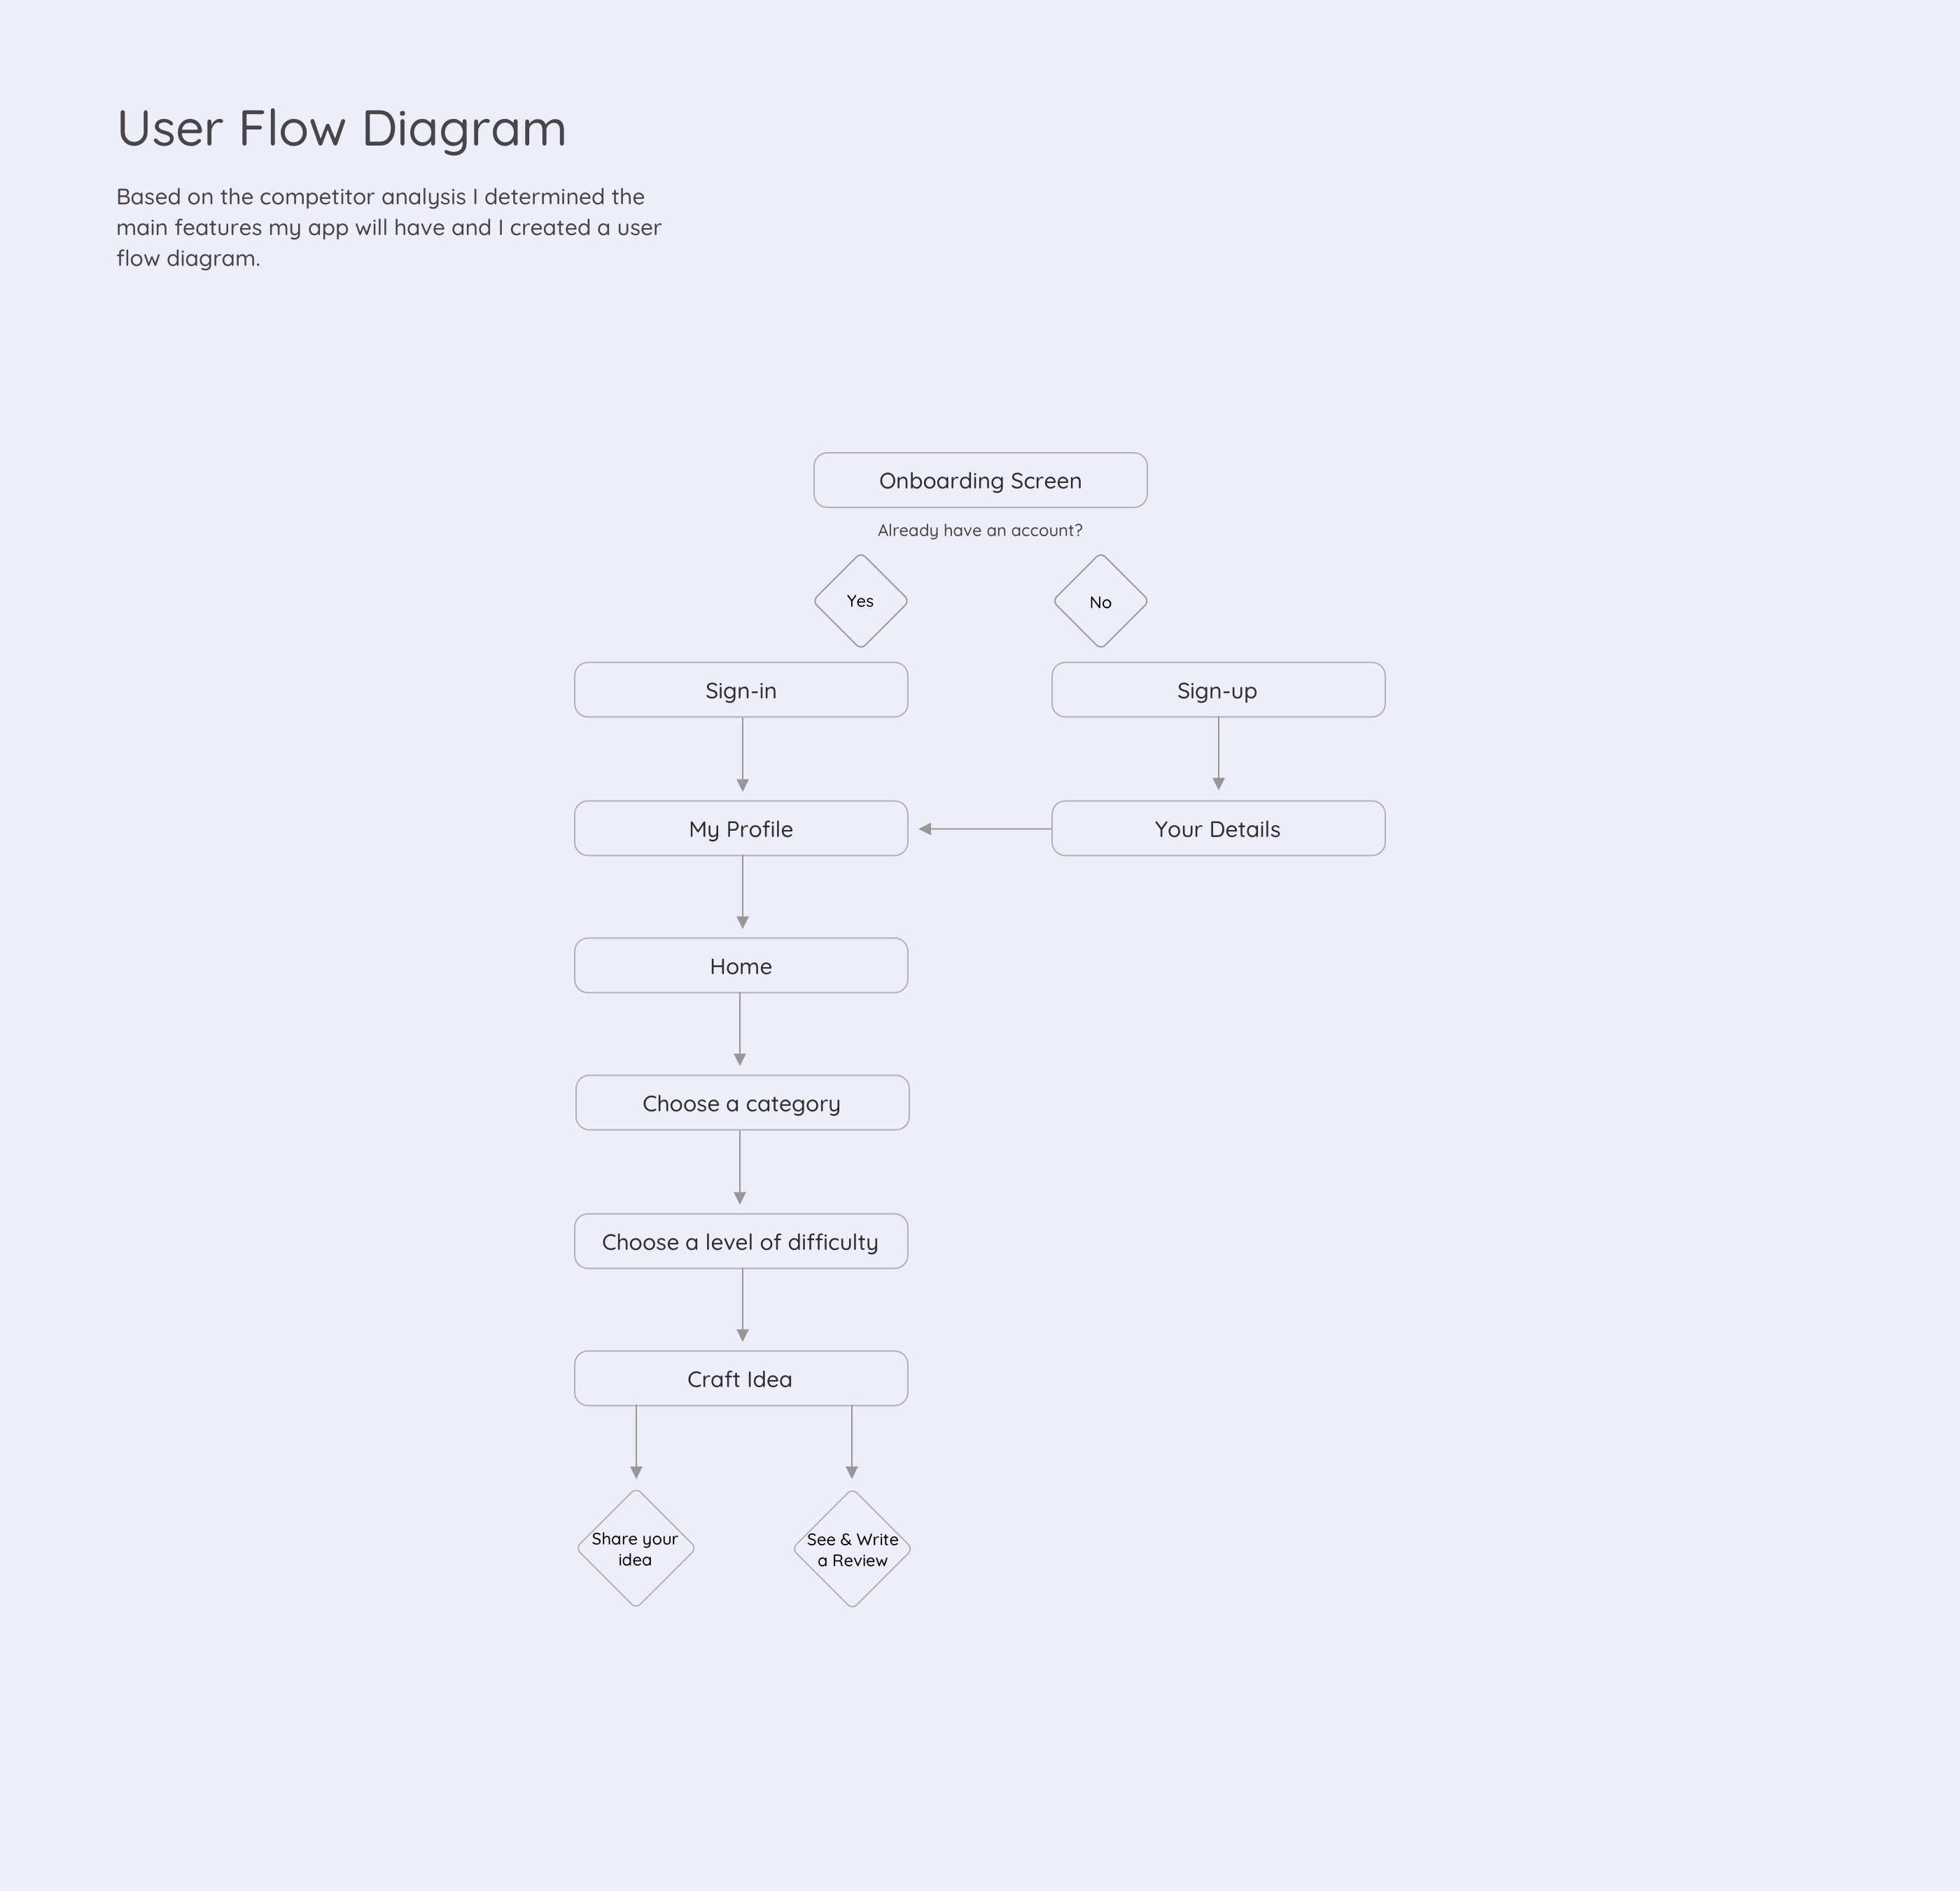 User Flow Diagram
Based on the competitor analysis I determined the
main features my app will have and I created a user
flow diagram.
Onboarding Screen
Already have an account?
Yes
No
Sign-in
Sign-up
My Profile
Your Details
Home
Choose a category
Choose a level of difficulty
Craft Idea
Share your
idea
See & Write
a Review